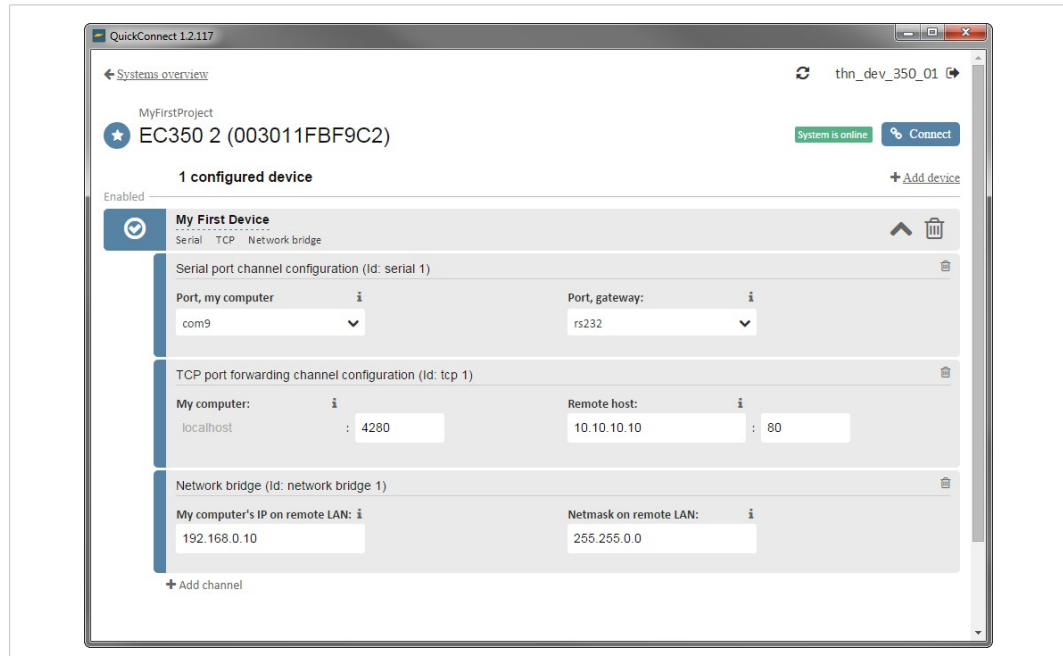 QuickConnect 1.2.117
Systems overview
thn_dev_350_01
MyFirstProject
EC350 2 (003011FBF9C2)
System is online
Connect
1 configured device
Add device
Enabled
My First Device
Serial TCP Network bridge
Serial port channel configuration (Id: serial 1)
Port, my computer i Port, gateway: i
com9 rs232
TCP port forwarding channel configuration (Id: tcp 1)
My computer: i Remote host: i
localhost : 4280 10.10.10.10 : 80
Network bridge (Id: network bridge 1)
My computer's IP on remote LAN: i Netmask on remote LAN: i
192.168.0.10 255.255.0.0
+ Add channel